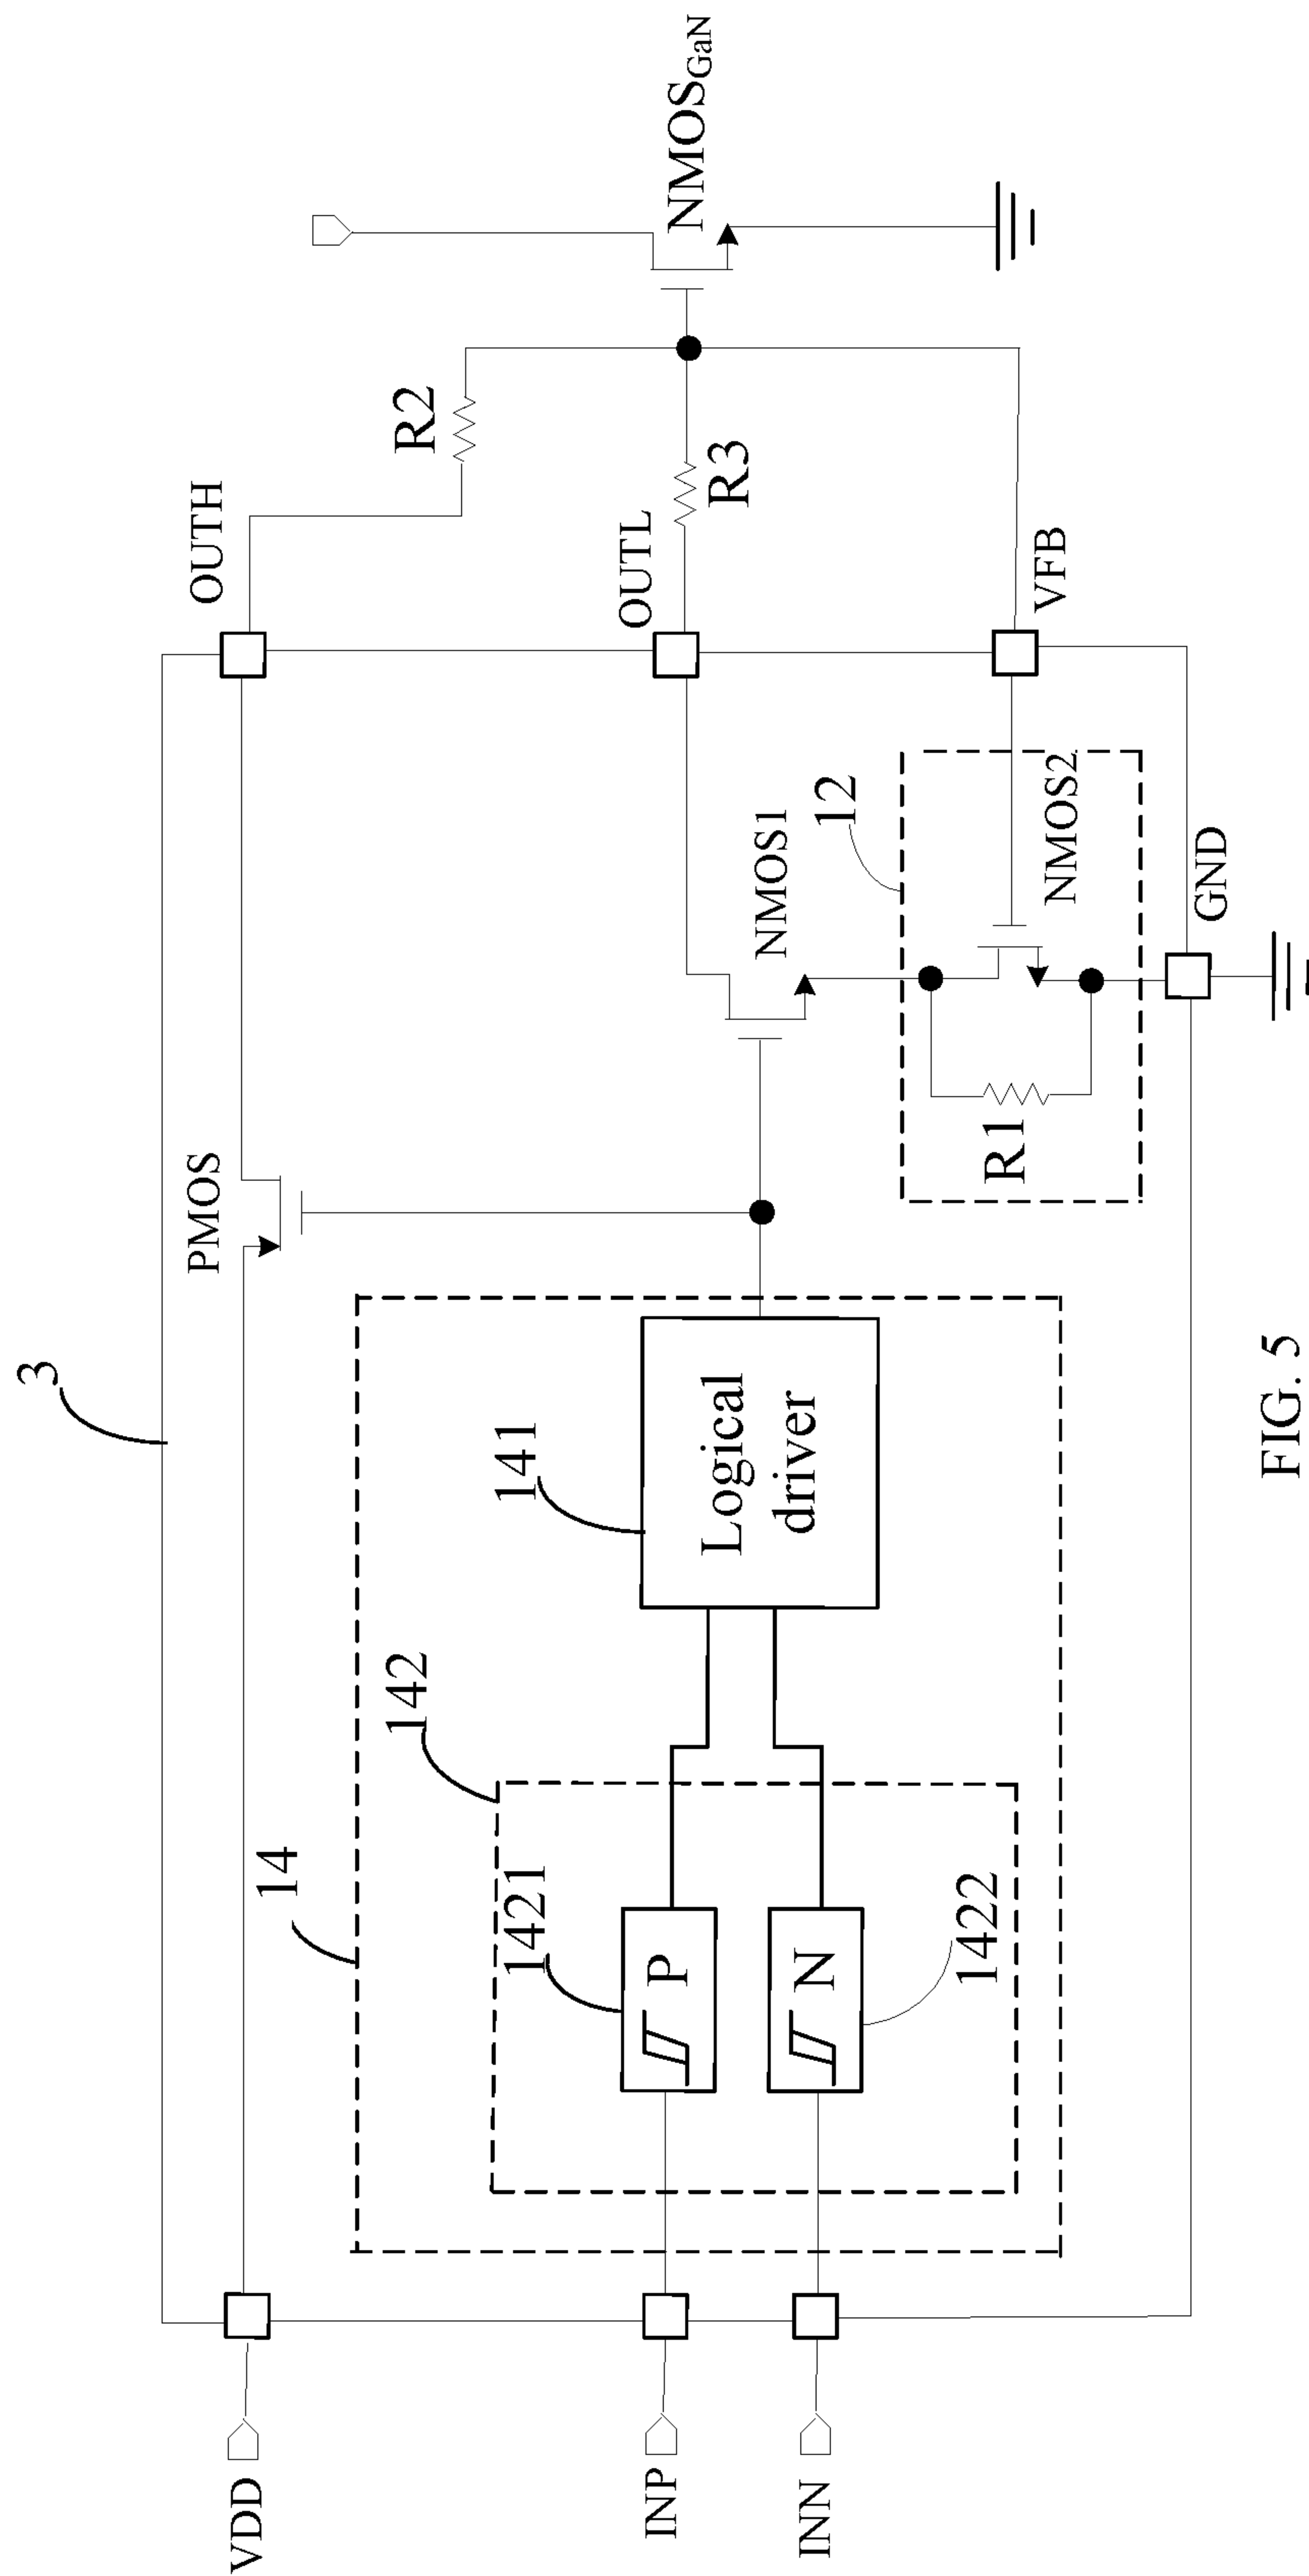 3
PMOS
OUTH
R2
NMOSGaN
14
142
141
1421
P
Logical
driver
OUTL
R3
NMOS1
12
N
1422
R1
NMOS2
VFB
GND
VDD
INP
INN
FIG. 5